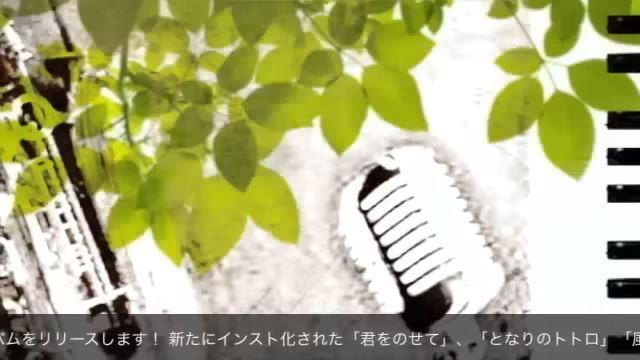 バムをリリースします！ 新たにインスト化された「君をのせて」、「となりのトトロ」「風